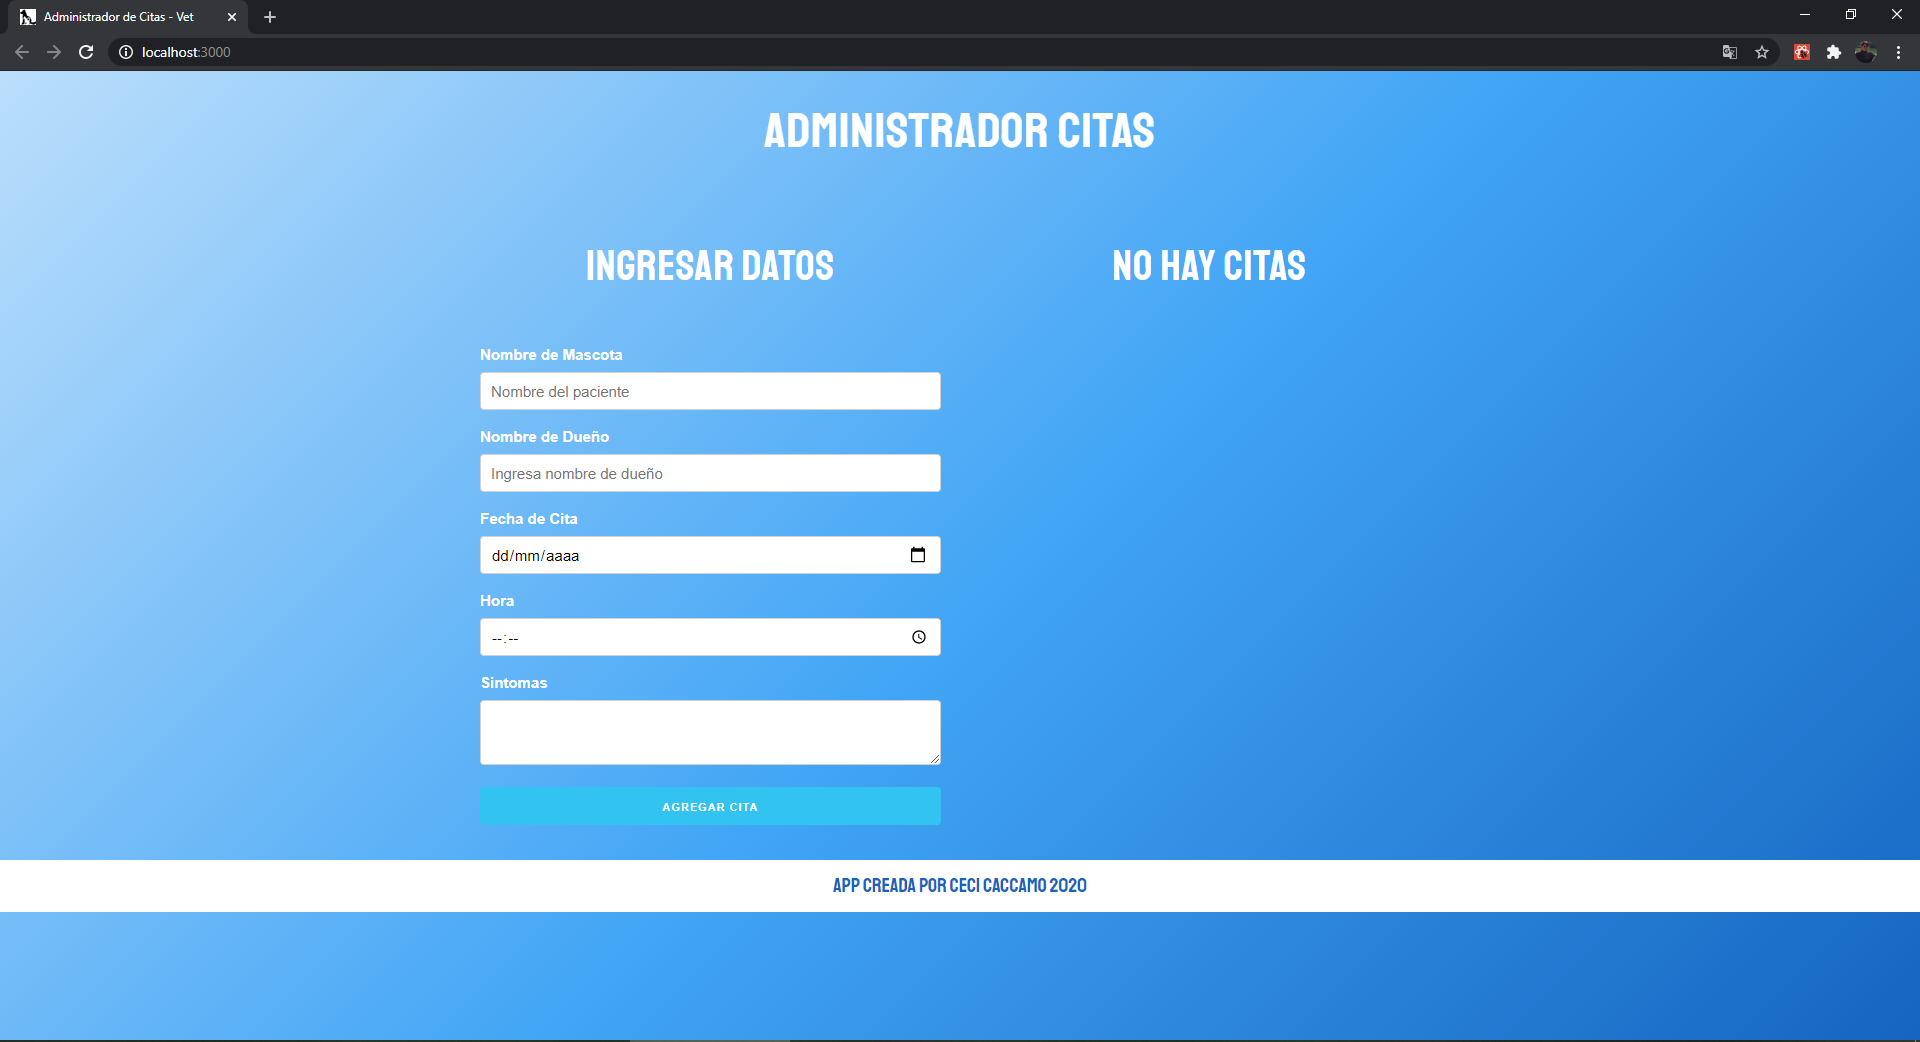 Administrador de Citas - Vet
localhost:3000
ADMINISTRADOR CITAS
INGRESAR DATOS
NO HAY CITAS
Nombre de Mascota
Nombre del paciente
Nombre de Dueño
Ingresa nombre de dueño
Fecha de Cita
dd/mm/aaaa
Hora
--:--
Sintomas
AGREGAR CITA
APP CREADA POR CECI CACCAMO 2020